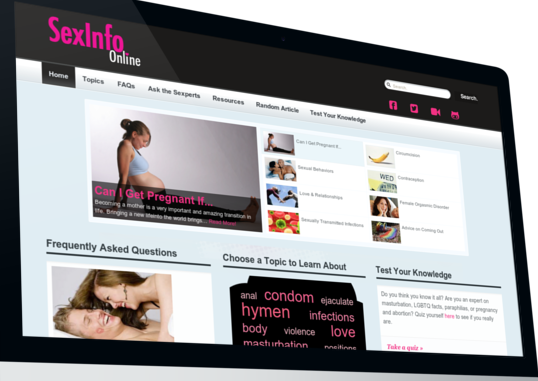 SexInfo
Online
Search.
Home
Topics
FAQs
Ask the Sexperts
Resources
Random Article
Test Your Knowledge
Can I Get Pregnant If...
Becoming a mother is a very important and amazing transition in
life. Bringing a new life into the world brings... Read More!
Can I Get Pregnant If...
Sexual Behaviors
Love & Relationships
Sexually Transmitted Infections
Circumcision
WED
Contraception
Female Orgasmic Disorder
Advice on Coming Out
Frequently Asked Questions
Choose a Topic to Learn About
anal condom ejaculate
hymen infections
body violence love
masturbation positions
Test Your Knowledge
Do you think you know it all? Are you an expert on
masturbation, LGBTQ facts, paraphilias, or pregnancy
and abortion? Quiz yourself here to see if you really
are.
Take a quiz »